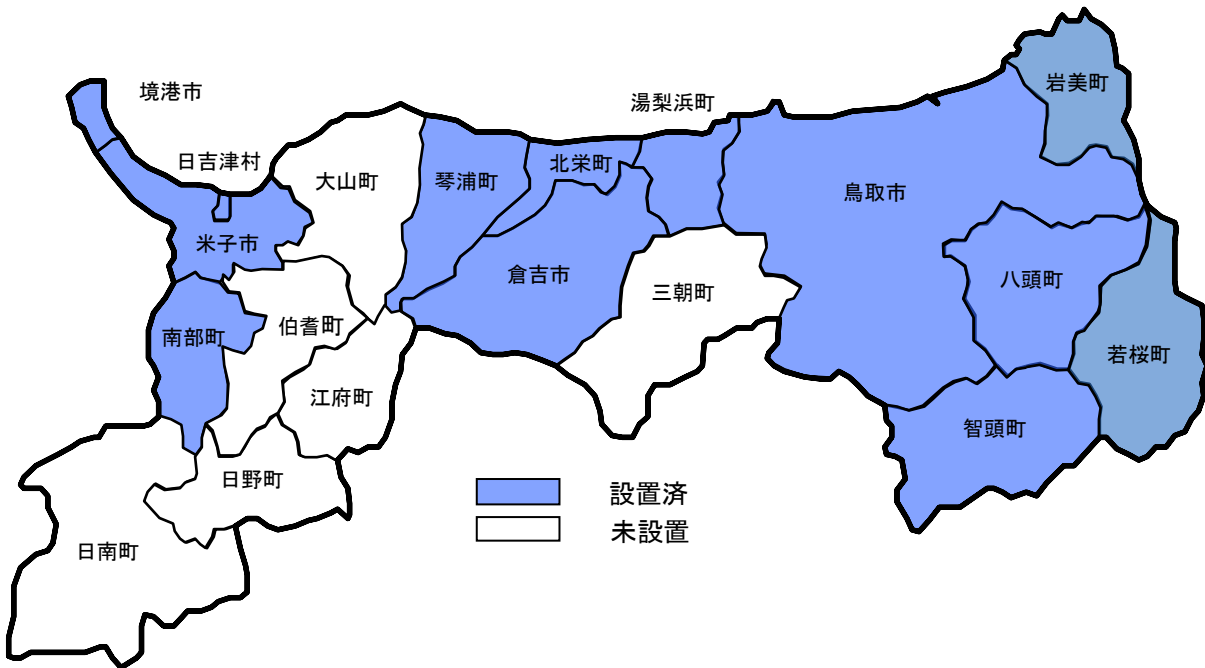 境港市
岩美町
湯梨浜町
日吉津村
大山町
琴浦町
北栄町
鳥取市
米子市
倉吉市
三朝町
八頭町
南部町
伯耆町
若桜町
江府町
智頭町
日野町
設置済
未設置
日南町